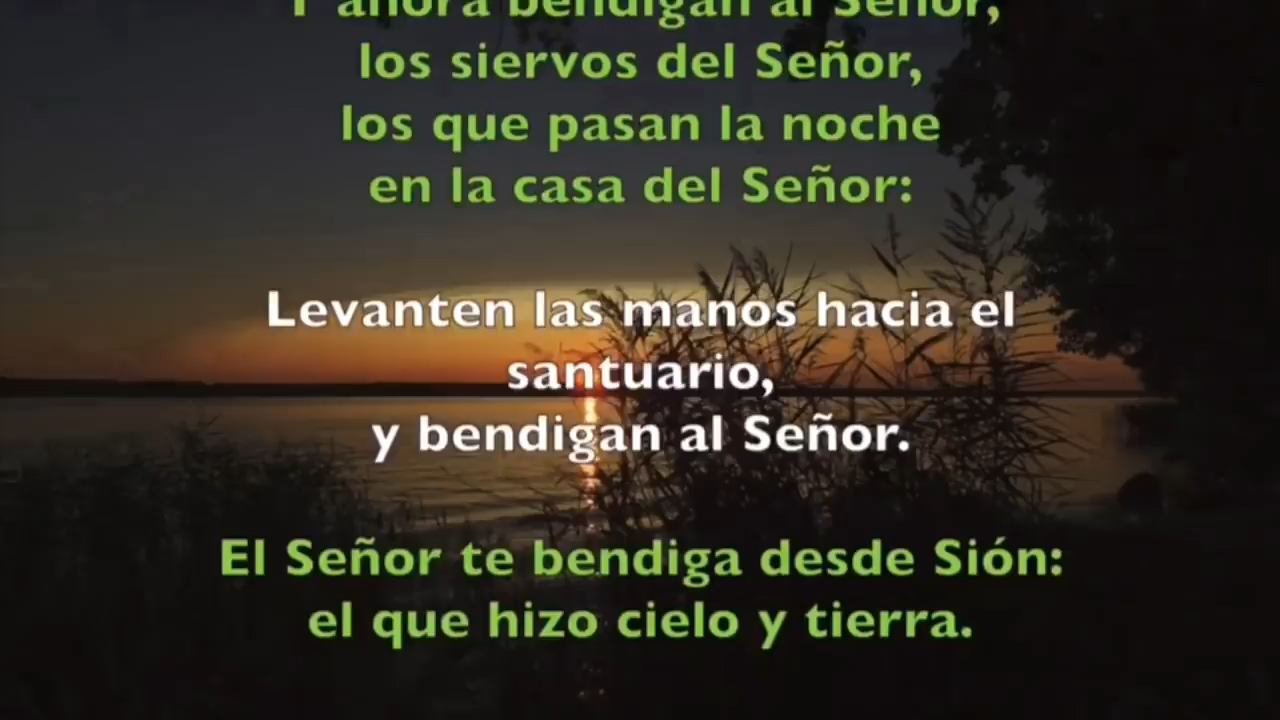 Y ahora bendigan al Señor,
los siervos del Señor,
los que pasan la noche
en la casa del Señor:
Levanten las manos hacia el
santuario,
y bendigan al Señor.
El Señor te bendiga desde Sión:
el que hizo cielo y tierra.